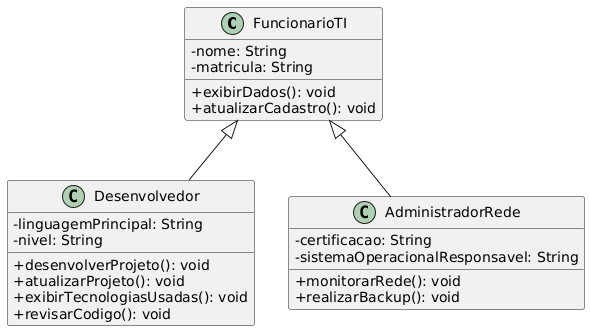 C FuncionarioTI
-nome: String
-matricula: String
+exibirDados(): void
+atualizarCadastro(): void
C Desenvolvedor
-linguagemPrincipal: String
-nivel: String
+desenvolverProjeto(): void
+atualizarProjeto(): void
+exibirTecnologiasUsadas(): void
+revisarCodigo(): void
C AdministradorRede
-certificacao: String
-sistemaOperacionalResponsavel: String
+monitorarRede(): void
+realizarBackup(): void